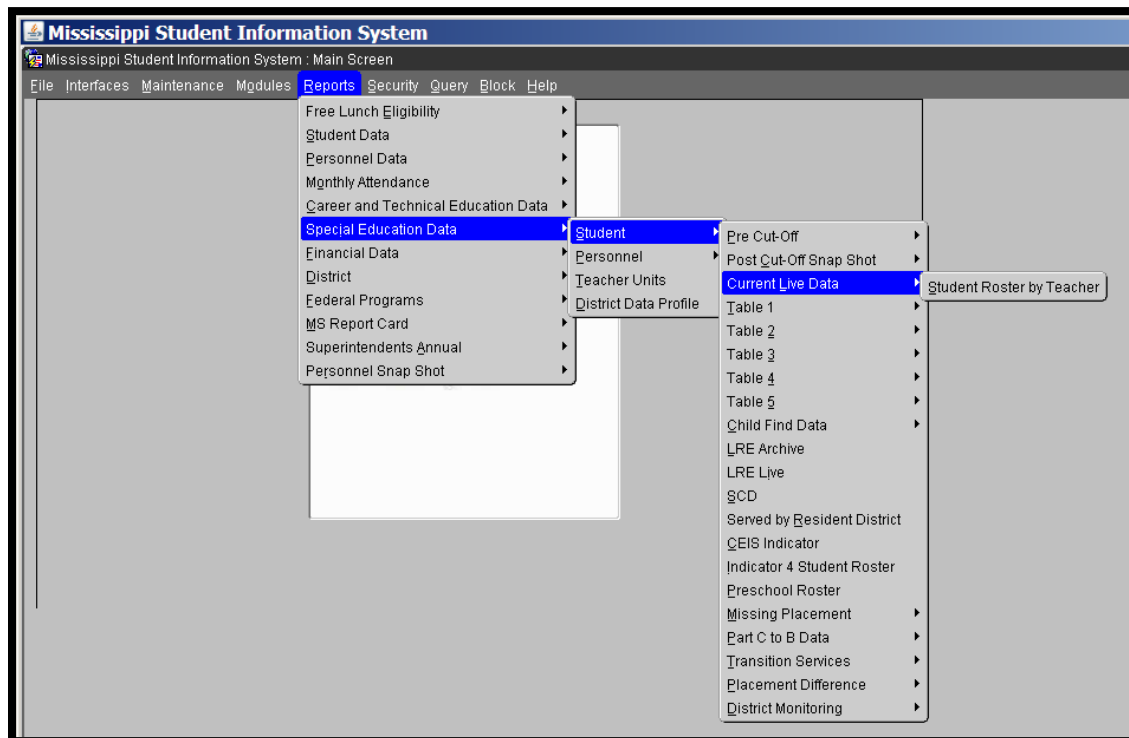 Mississippi Student Information System
Mississippi Student Information System : Main Screen
File Interfaces Maintenance Modules Reports Security Query Block Help
Free Lunch Eligibility
Student Data
Personnel Data
Monthly Attendance
Career and Technical Education Data
Special Education Data
Financial Data
District
Federal Programs
MS Report Card
Superintendents Annual
Personnel Snap Shot
Student
Personnel
Teacher Units
District Data Profile
Pre Cut-Off
Post Cut-Off Snap Shot
Current Live Data
Table 1
Table 2
Table 3
Table 4
Table 5
Child Find Data
LRE Archive
LRE Live
SCD
Served by Resident District
CEIS Indicator
Indicator 4 Student Roster
Preschool Roster
Missing Placement
Part C to B Data
Transition Services
Placement Difference
District Monitoring
Student Roster by Teacher